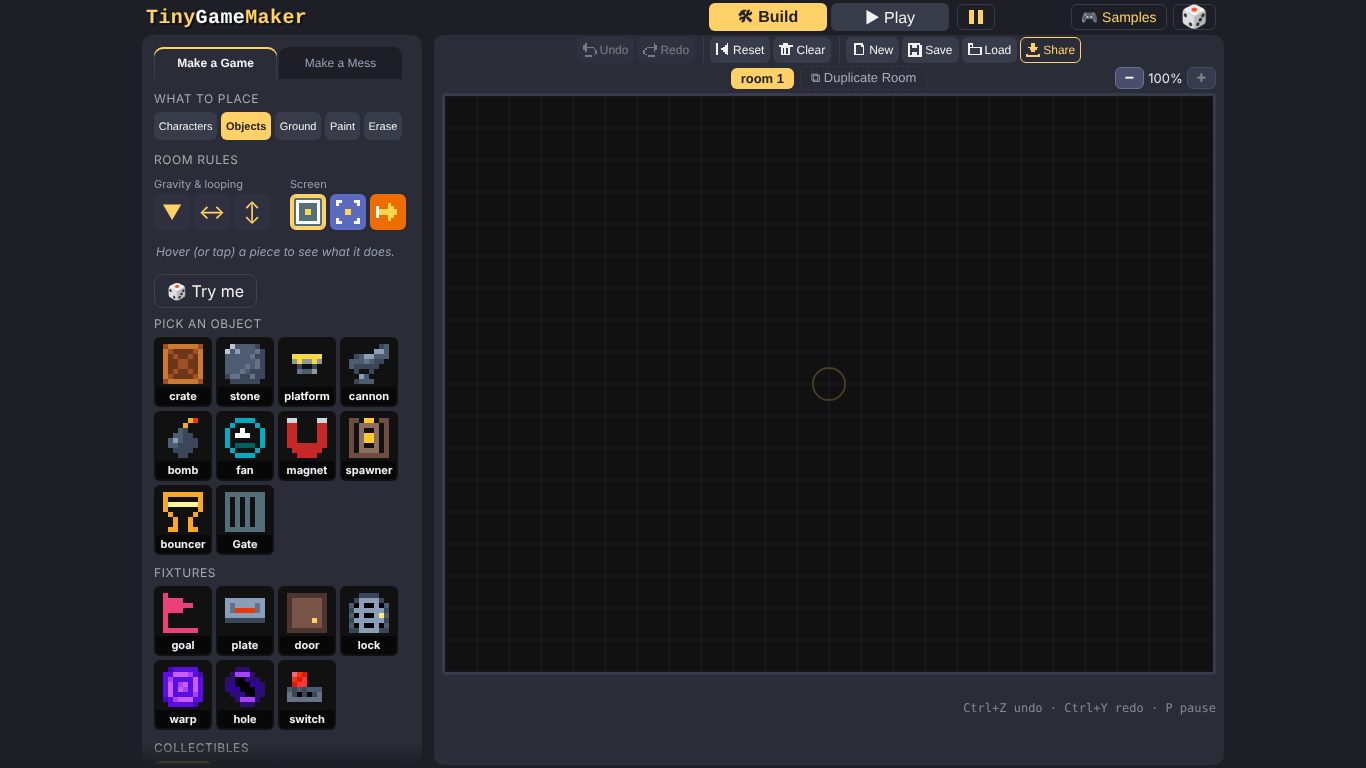 TinyGameMaker
🛠 Build
▶ Play
🎮 Samples
Make a Game
Make a Mess
Undo
Redo
Reset
Clear
New
Save
Load
Share
room 1
⧉ Duplicate Room
− 100% +
WHAT TO PLACE
Characters
Objects
Ground
Paint
Erase
ROOM RULES
Gravity & looping
Screen
Hover (or tap) a piece to see what it does.
🎲 Try me
PICK AN OBJECT
crate
stone
platform
cannon
bomb
fan
magnet
spawner
bouncer
Gate
FIXTURES
goal
plate
door
lock
warp
hole
switch
COLLECTIBLES
Ctrl+Z undo · Ctrl+Y redo · P pause